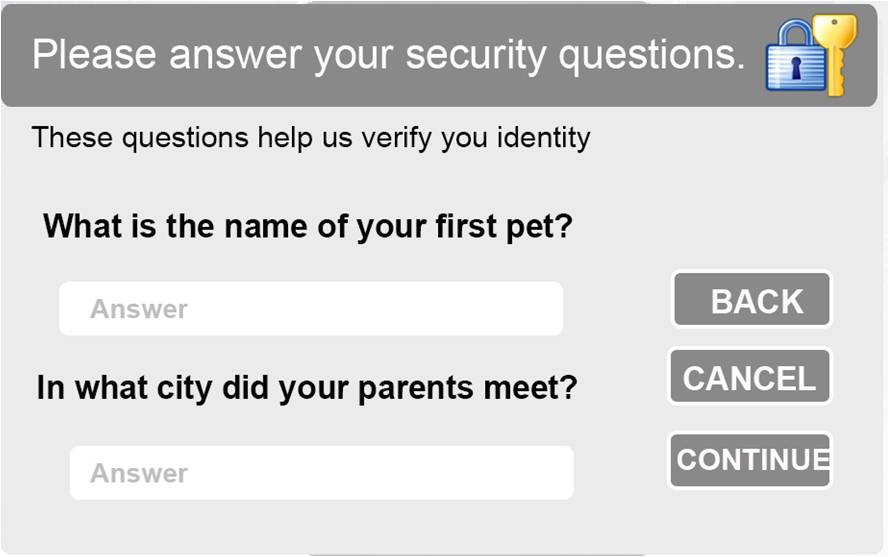 Please answer your security questions.
These questions help us verify you identity
What is the name of your first pet?
Answer
BACK
In what city did your parents meet?
CANCEL
Answer
CONTINUE